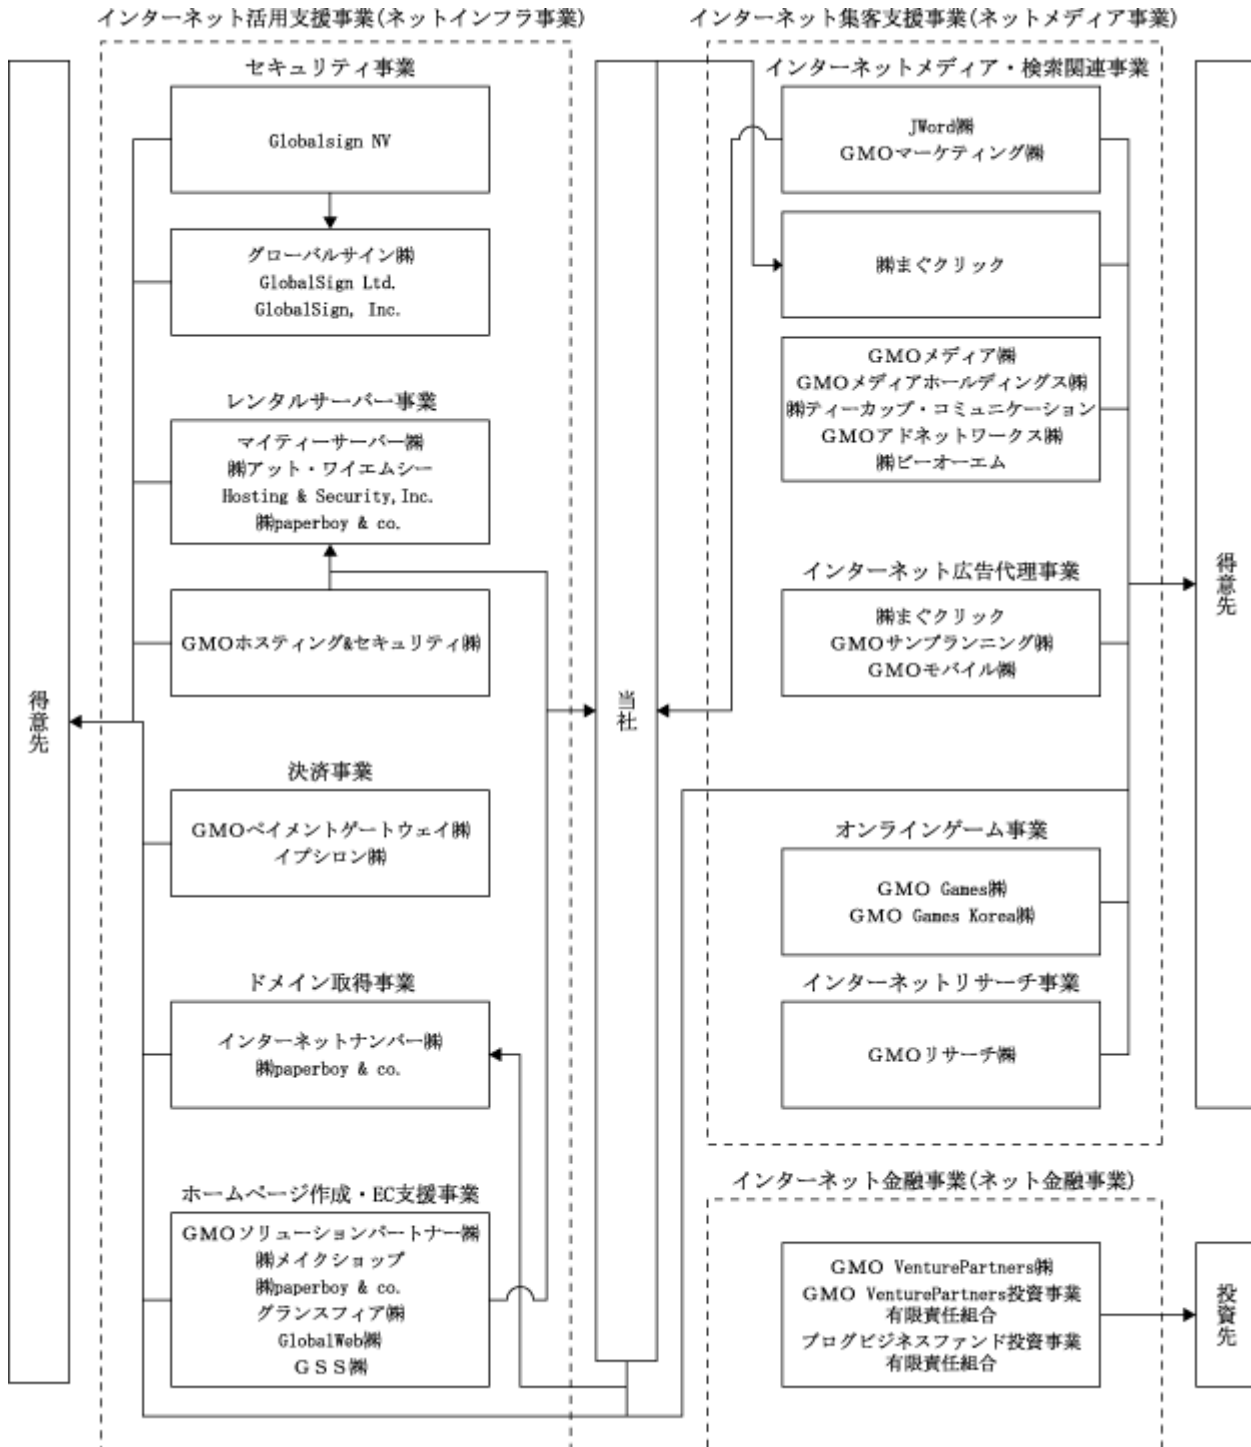 インターネット活用支援事業(ネットインフラ事業)
セキュリティ事業
Globalsign NV
グローバルサイン㈱
GlobalSign Ltd.
GlobalSign, Inc.
レンタルサーバー事業
マイティーサーバー㈱
㈱アット・ワイエムシー
Hosting & Security,Inc.
㈱paperboy & co.
GMOホスティング&セキュリティ㈱
決済事業
GMOペイメントゲートウェイ㈱
イプシロン㈱
ドメイン取得事業
インターネットナンバー㈱
㈱paperboy & co.
ホームページ作成・EC支援事業
GMOソリューションパートナー㈱
㈱メイクショップ
㈱paperboy & co.
グランスフィア㈱
GlobalWeb㈱
GSS㈱
得意先
当社
インターネット集客支援事業(ネットメディア事業)
インターネットメディア・検索関連事業
JWord㈱
GMOマーケティング㈱
㈱まぐクリック
GMOメディア㈱
GMOメディアホールディングス㈱
㈱ティーカップ・コミュニケーション
GMOアドネットワークス㈱
㈱ビーオーエム
インターネット広告代理事業
㈱まぐクリック
GMOサンプランニング㈱
GMOモバイル㈱
オンラインゲーム事業
GMO Games㈱
GMO Games Korea㈱
インターネットリサーチ事業
GMOリサーチ㈱
得意先
インターネット金融事業(ネット金融事業)
GMO VenturePartners㈱
GMO VenturePartners投資事業
有限責任組合
ブログビジネスファンド投資事業
有限責任組合
投資先